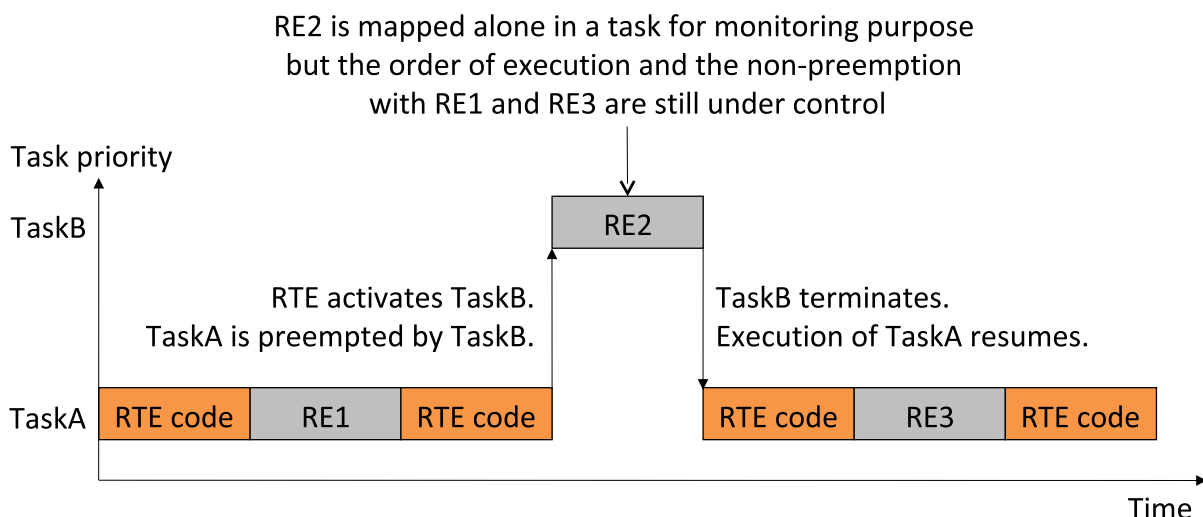 RE2 is mapped alone in a task for monitoring purpose
but the order of execution and the non-preemption
with RE1 and RE3 are still under control
Task priority
TaskB
RE2
RTE activates TaskB.
TaskA is preempted by TaskB.
TaskB terminates.
Execution of TaskA resumes.
TaskA
RTE code
RE1
RTE code
RTE code
RE3
RTE code
Time